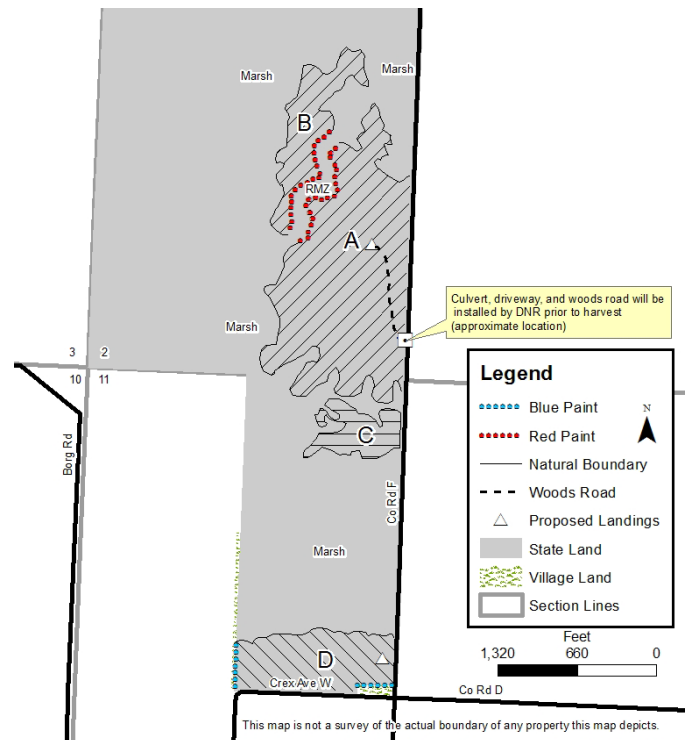 Marsh
Marsh
B
RMZ
A
Culvert, driveway, and woods road will be
installed by DNR prior to harvest
(approximate location)
Marsh
3 2
10 11
C
Borg Rd
Co Rd F
Marsh
D
Crex Ave W
Co Rd D
Legend
Blue Paint
Red Paint
N
Natural Boundary
Woods Road
Proposed Landings
State Land
Village Land
Section Lines
Feet
1,320 660 0
This map is not a survey of the actual boundary of any property this map depicts.